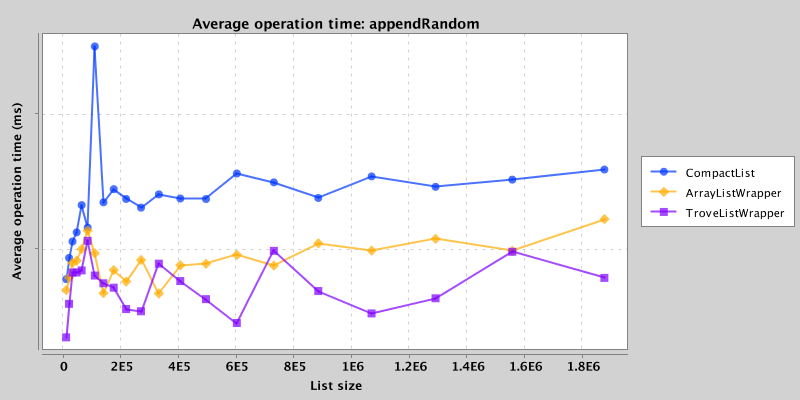 Average operation time: appendRandom
Average operation time (ms)
CompactList
ArrayListWrapper
TroveListWrapper
0 2E5 4E5 6E5 8E5 1E6 1.2E6 1.4E6 1.6E6 1.8E6
List size